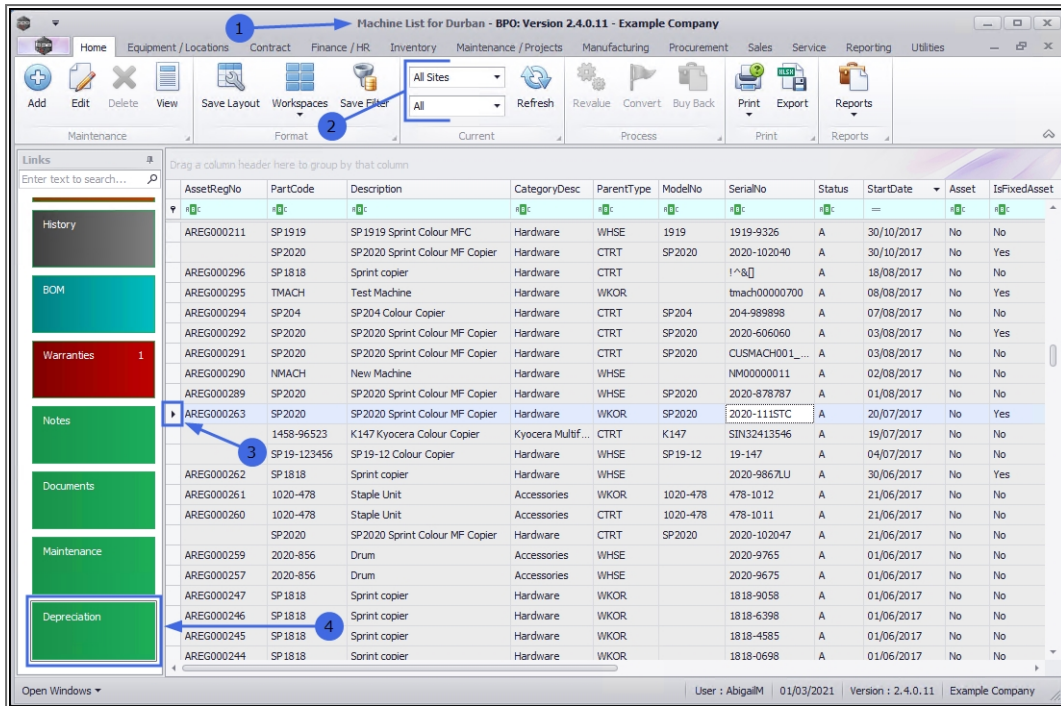 1
Machine List for Durban - BPO: Version 2.4.0.11 - Example Company
Home Equipment / Locations Contract Finance / HR Inventory Maintenance / Projects Manufacturing Procurement Sales Service Reporting Utilities
Add Edit Delete View Save Layout Workspaces Save Filter All Sites All Refresh Revalue Convert Buy Back Print Export Reports
2
Maintenance Format Current Process Print Reports
Links
Enter text to search...
Drag a column header here to group by that column
AssetRegNo PartCode Description CategoryDesc ParentType ModelNo SerialNo Status StartDate Asset IsFixedAsset
AREG000211 SP1919 SP1919 Sprint Colour MFC Hardware WHSE 1919 1919-9326 A 30/10/2017 No No
SP2020 SP2020 Sprint Colour MF Copier Hardware CTRT SP2020 2020-102040 A 30/10/2017 No Yes
AREG000296 SP1818 Sprint copier Hardware CTRT !^&[] A 18/08/2017 No No
AREG000295 TMACH Test Machine Hardware WKOR tmach00000700 A 08/08/2017 No Yes
AREG000294 SP204 SP204 Colour Copier Hardware CTRT SP204 204-989898 A 07/08/2017 No No
AREG000292 SP2020 SP2020 Sprint Colour MF Copier Hardware CTRT SP2020 2020-606060 A 03/08/2017 No Yes
AREG000291 SP2020 SP2020 Sprint Colour MF Copier Hardware CTRT SP2020 CUSMACH001_... A 03/08/2017 No No
AREG000290 NMACH New Machine Hardware WHSE NM00000011 A 02/08/2017 No No
AREG000289 SP2020 SP2020 Sprint Colour MF Copier Hardware WHSE SP2020 2020-878787 A 01/08/2017 No No
AREG000263 SP2020 SP2020 Sprint Colour MF Copier Hardware WKOR SP2020 2020-111STC A 20/07/2017 No Yes
1458-96523 K147 Kyocera Colour Copier Kyocera Multif... CTRT K147 SIN32413546 A 19/07/2017 No No
3
SP19-123456 SP19-12 Colour Copier Hardware WHSE SP19-12 19-147 A 04/07/2017 No No
AREG000262 SP1818 Sprint copier Hardware WHSE 2020-9867LU A 30/06/2017 No Yes
AREG000261 1020-478 Staple Unit Accessories WKOR 1020-478 478-1012 A 21/06/2017 No No
AREG000260 1020-478 Staple Unit Accessories CTRT 1020-478 478-1011 A 21/06/2017 No No
SP2020 SP2020 Sprint Colour MF Copier Hardware CTRT SP2020 2020-102047 A 21/06/2017 No No
AREG000259 2020-856 Drum Accessories WHSE 2020-9765 A 01/06/2017 No No
AREG000257 2020-856 Drum Accessories WHSE 2020-9675 A 01/06/2017 No No
AREG000247 SP1818 Sprint copier Hardware WHSE 1818-9058 A 01/06/2017 No No
AREG000246 SP1818 Sprint copier Hardware WKOR 1818-6398 A 01/06/2017 No No
4
AREG000245 SP1818 Sprint copier Hardware WKOR 1818-4585 A 01/06/2017 No No
AREG000244 SP1818 Sprint copier Hardware WKOR 1818-0698 A 01/06/2017 No No
History
BOM
Warranties 1
Notes
Documents
Maintenance
Depreciation
Open Windows User : AbigailM 01/03/2021 Version : 2.4.0.11 Example Company